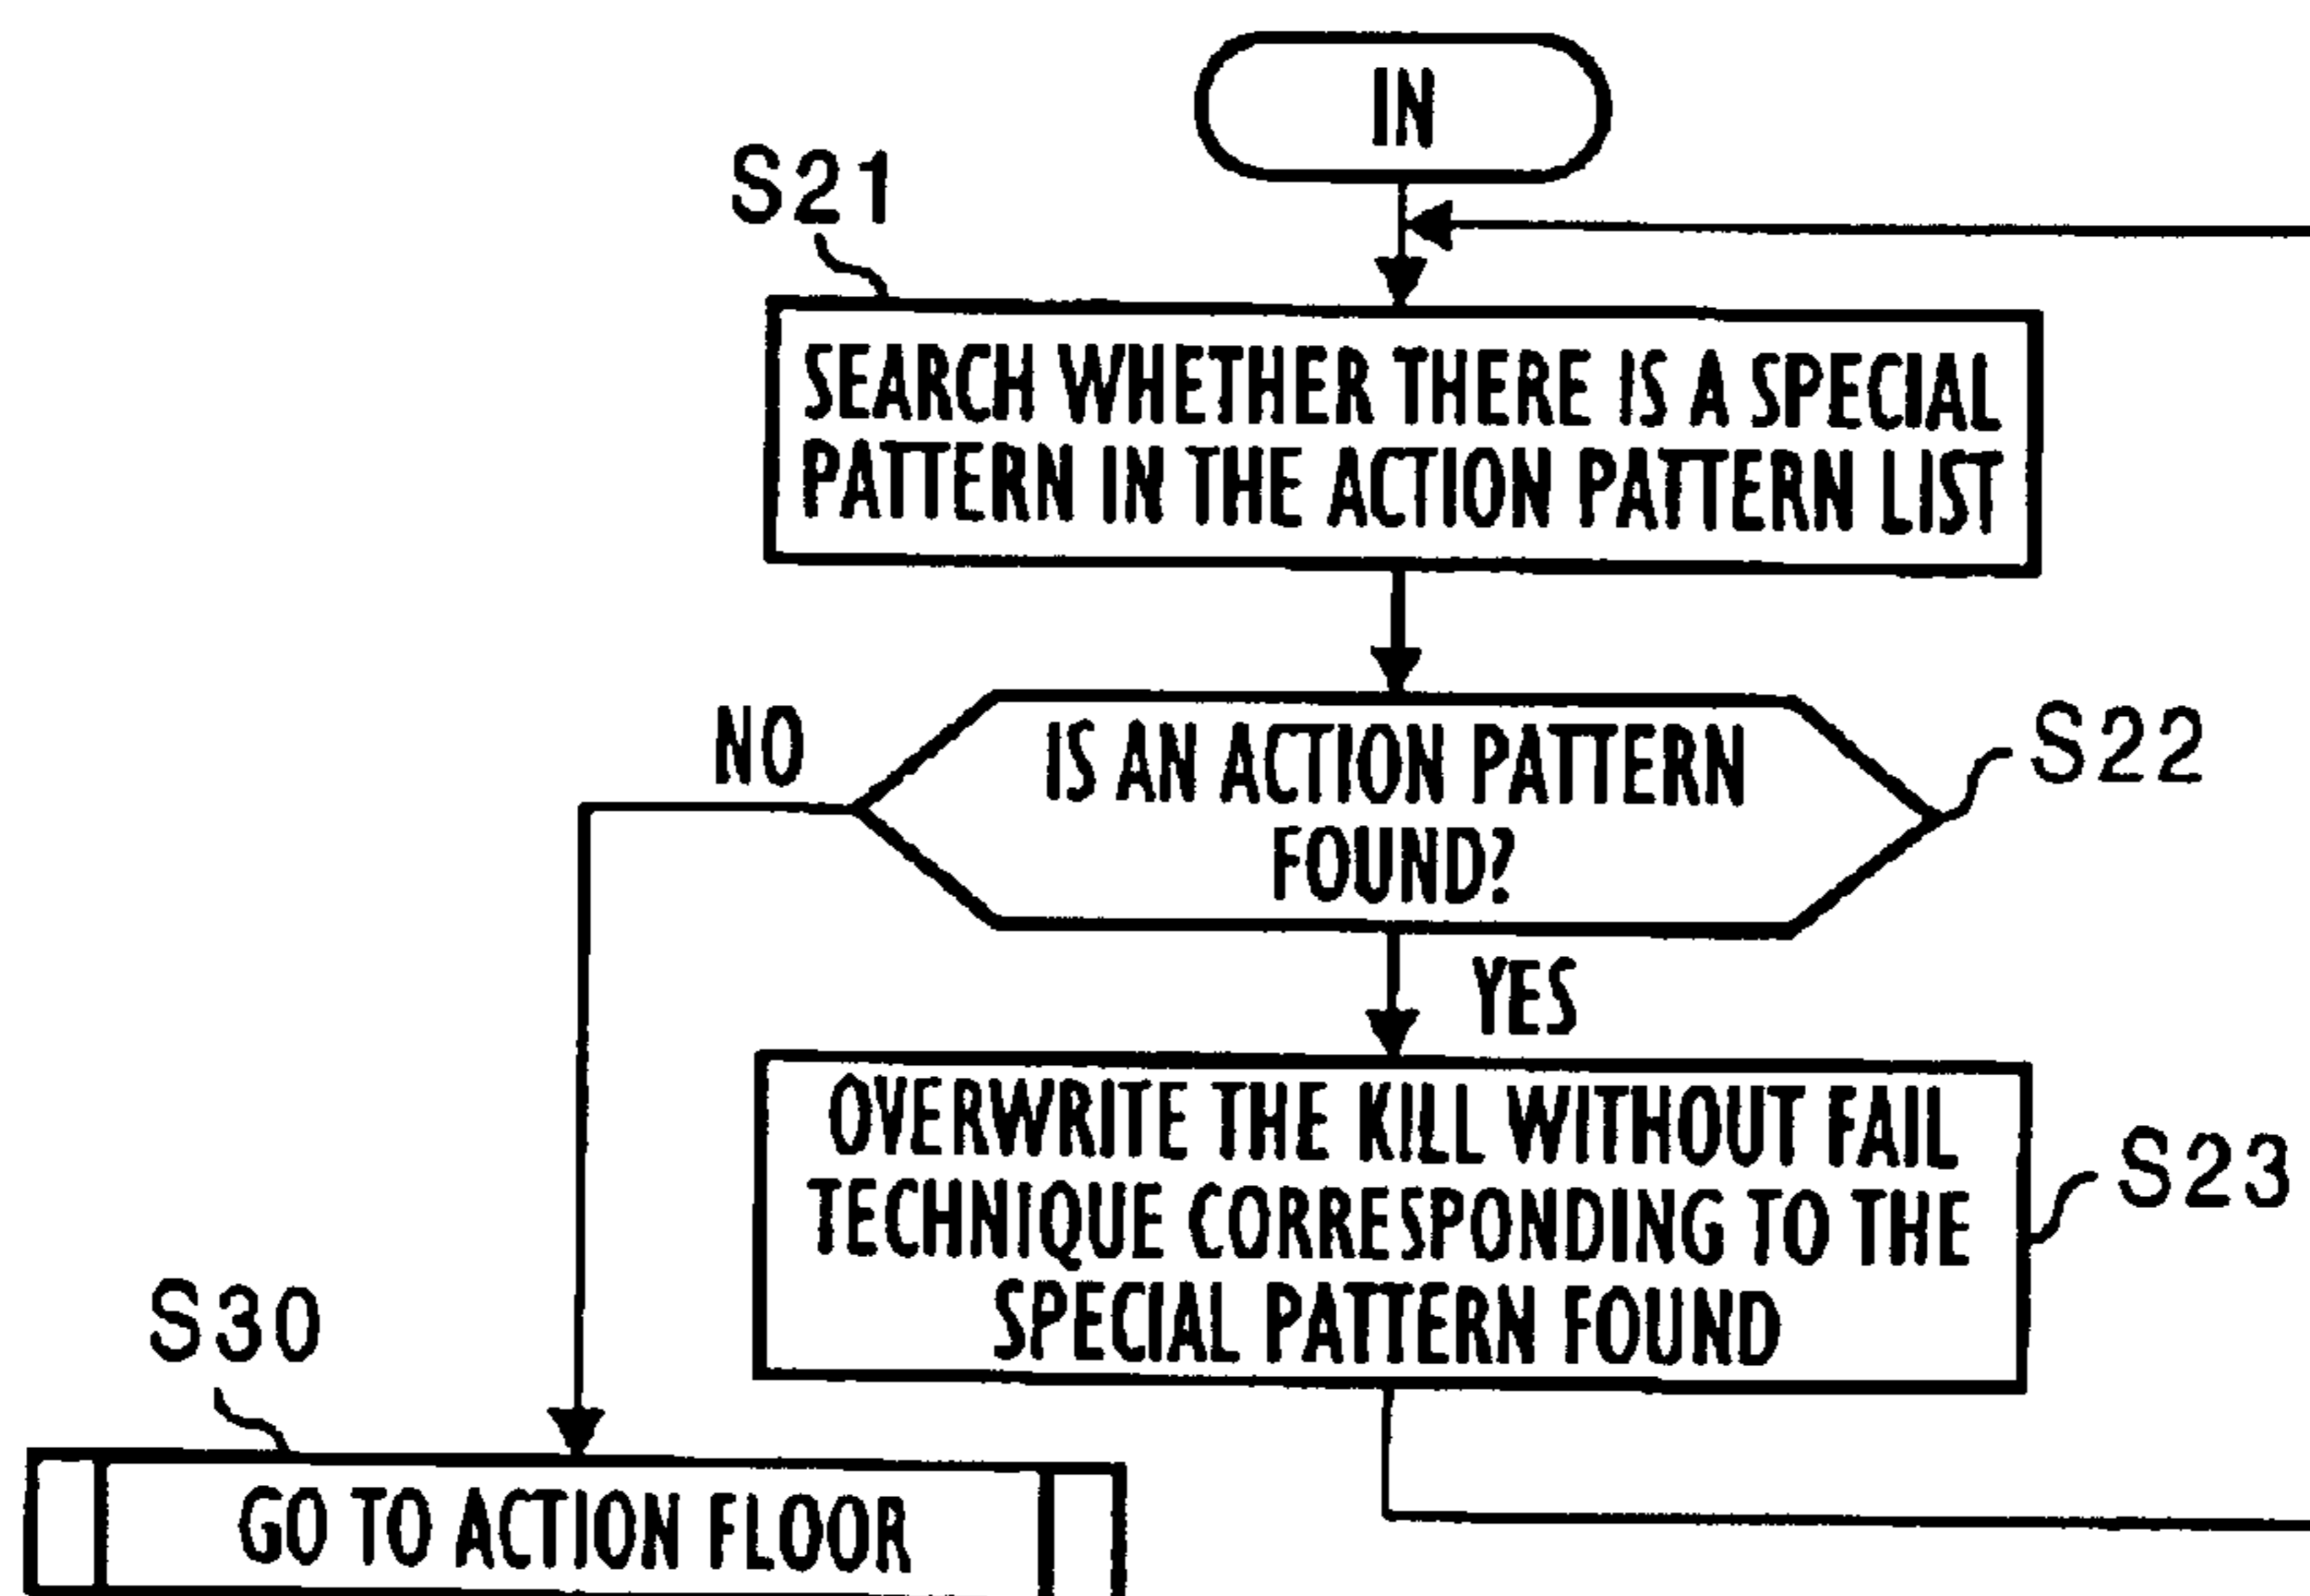 IN
S21
SEARCH WHETHER THERE IS A SPECIAL
PATTERN IN THE ACTION PATTERN LIST
NO
IS AN ACTION PATTERN
FOUND?
S22
YES
OVERWRITE THE KILL WITHOUT FAIL
TECHNIQUE CORRESPONDING TO THE
SPECIAL PATTERN FOUND
S23
S30
GO TO ACTION FLOOR